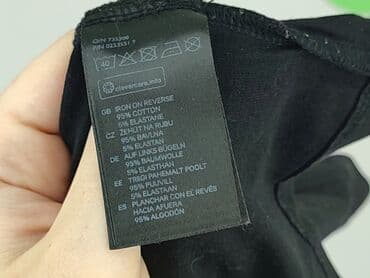 40
clevercare.info
GB IRON ON REVERSE
95% COTTON
5% ELASTANE
CZ ŽEHLIT NA RUBU
95% BAVLNA
5% ELASTAN
DE AUF LINKS BÜGELN
95% BAUMWOLLE
5% ELASTHAN
EE TRIIGI PAHEMALT POOLT
95% PUUVILL
5% ELASTAAN
ES PLANCHAR CON EL REVÉS
HACIA AFUERA
95% ALGODÓN